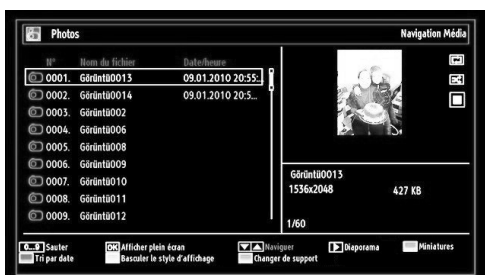 Photos Navigation Média
N° Nom du fichier Date/heure
0001. Görüntü0013 09.01.2010 20:55:..
0002. Görüntü0014 09.01.2010 20:5...
0003. Görüntü002
0004. Görüntü006
0005. Görüntü008
0006. Görüntü009
0007. Görüntü010
0008. Görüntü011
0009. Görüntü012
Görüntü0013
1536x2048 427 KB
1/60
0...9 Sauter OK Afficher plein écran Naviguer Diaporama Miniatures
Tri par date Basculer le style d'affichage Changer de support